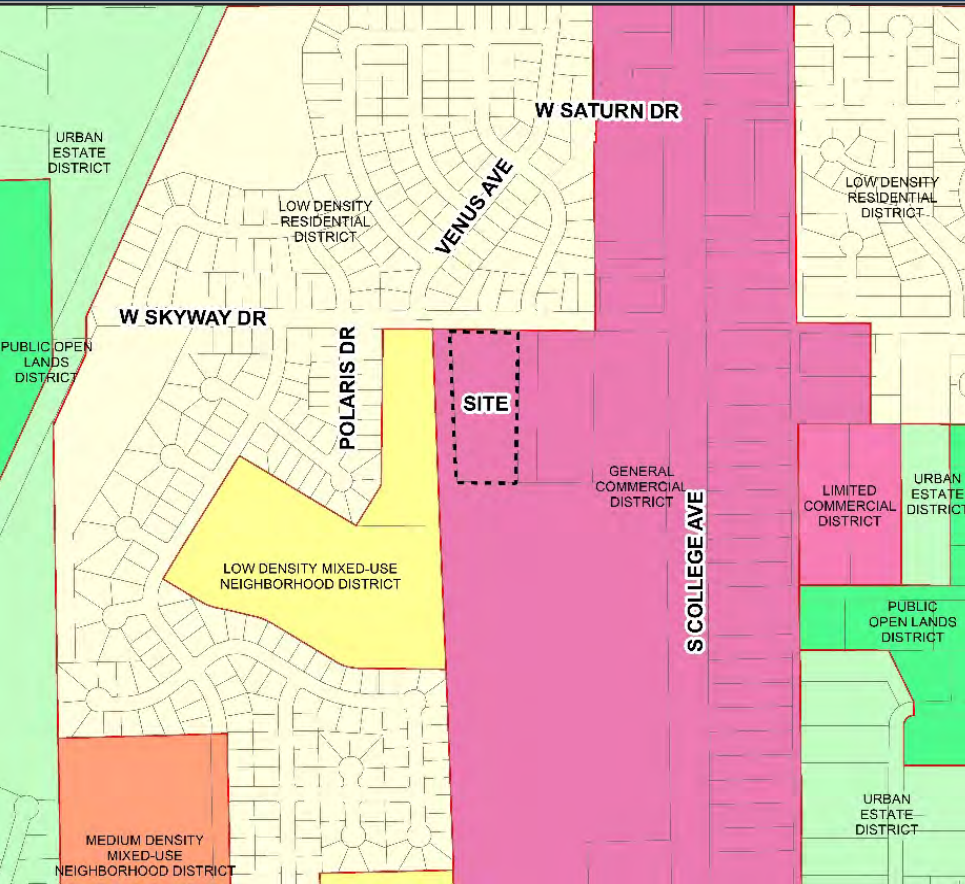 W SATURN DR
URBAN
ESTATE
DISTRICT
LOW DENSITY
RESIDENTIAL
DISTRICT
VENUS AVE
LOW DENSITY
RESIDENTIAL
DISTRICT
W SKYWAY DR
PUBLIC OPEN
LANDS
DISTRICT
POLARIS DR
SITE
GENERAL
COMMERCIAL
DISTRICT
S COLLEGE AVE
LIMITED
COMMERCIAL
DISTRICT
URBAN
ESTATE
DISTRICT
LOW DENSITY MIXED-USE
NEIGHBORHOOD DISTRICT
PUBLIC
OPEN LANDS
DISTRICT
URBAN
ESTATE
DISTRICT
MEDIUM DENSITY
MIXED-USE
NEIGHBORHOOD DISTRICT